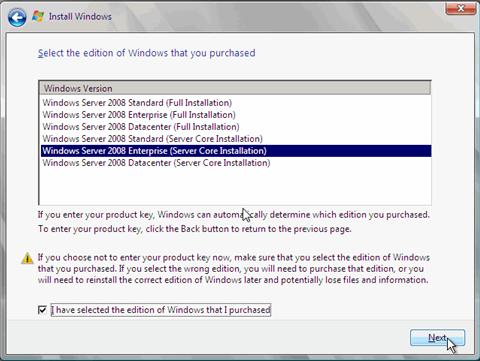 Install Windows
Select the edition of Windows that you purchased
Windows Version
Windows Server 2008 Standard (Full Installation)
Windows Server 2008 Enterprise (Full Installation)
Windows Server 2008 Datacenter (Full Installation)
Windows Server 2008 Standard (Server Core Installation)
Windows Server 2008 Enterprise (Server Core Installation)
Windows Server 2008 Datacenter (Server Core Installation)
If you enter your product key, Windows can automatically determine which edition you purchased.
To enter your product key, click the Back button to return to the previous page.
If you choose not to enter your product key now, make sure that you select the edition of Windows
that you purchased. If you select the wrong edition, you will need to purchase that edition, or you
will need to reinstall the correct edition of Windows later and potentially lose files and information.
I have selected the edition of Windows that I purchased
Next